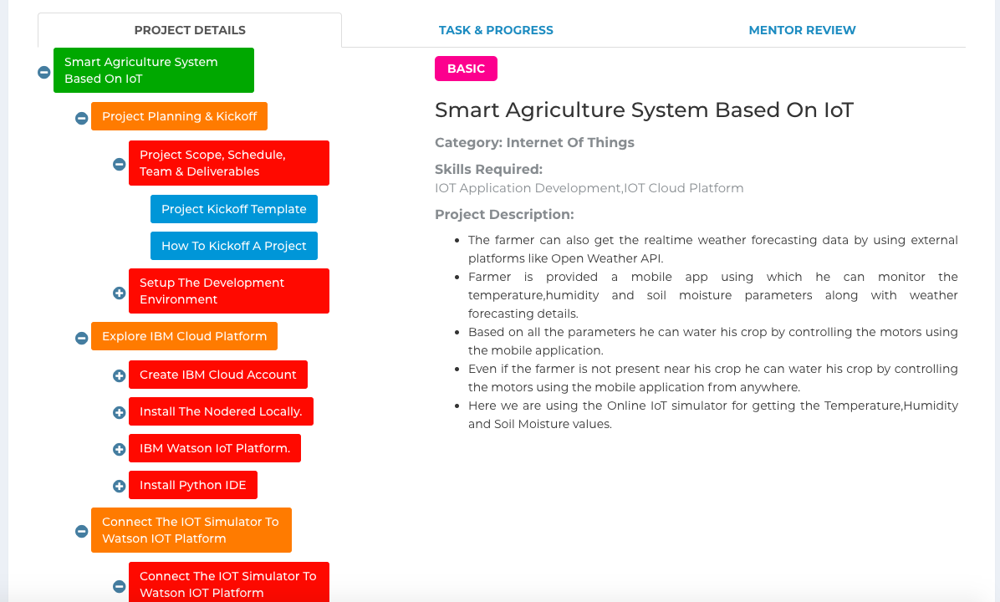 PROJECT DETAILS
TASK & PROGRESS
MENTOR REVIEW
Smart Agriculture System
Based On IoT
Project Planning & Kickoff
Project Scope, Schedule,
Team & Deliverables
Project Kickoff Template
How To Kickoff A Project
Setup The Development
Environment
Explore IBM Cloud Platform
Create IBM Cloud Account
Install The Nodered Locally.
IBM Watson IoT Platform.
Install Python IDE
Connect The IOT Simulator To
Watson IOT Platform
Connect The IOT Simulator To
Watson IOT Platform
BASIC
Smart Agriculture System Based On IoT
Category: Internet Of Things
Skills Required:
IOT Application Development,IOT Cloud Platform
Project Description:
The farmer can also get the realtime weather forecasting data by using external
platforms like Open Weather API.
Farmer is provided a mobile app using which he can monitor the
temperature,humidity and soil moisture parameters along with weather
forecasting details.
Based on all the parameters he can water his crop by controlling the motors using
the mobile application.
Even if the farmer is not present near his crop he can water his crop by controlling
the motors using the mobile application from anywhere.
Here we are using the Online IoT simulator for getting the Temperature,Humidity
and Soil Moisture values.